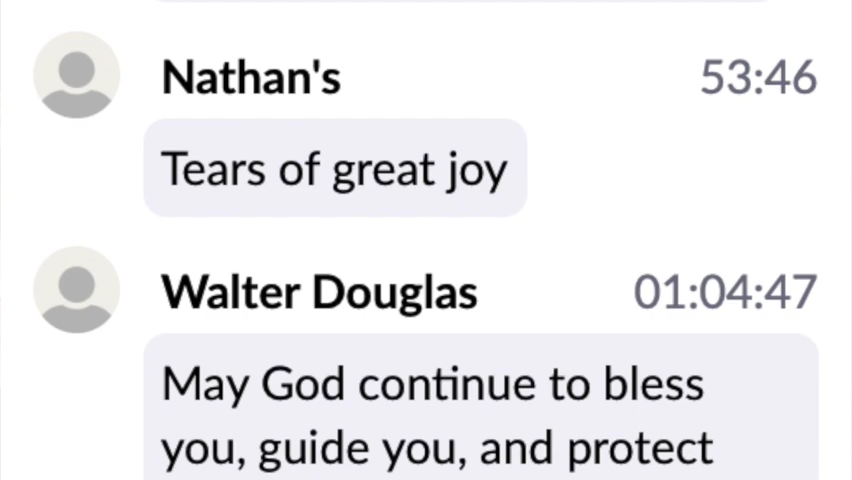 Nathan's 53:46
Tears of great joy
Walter Douglas 01:04:47
May God continue to bless
you, guide you, and protect